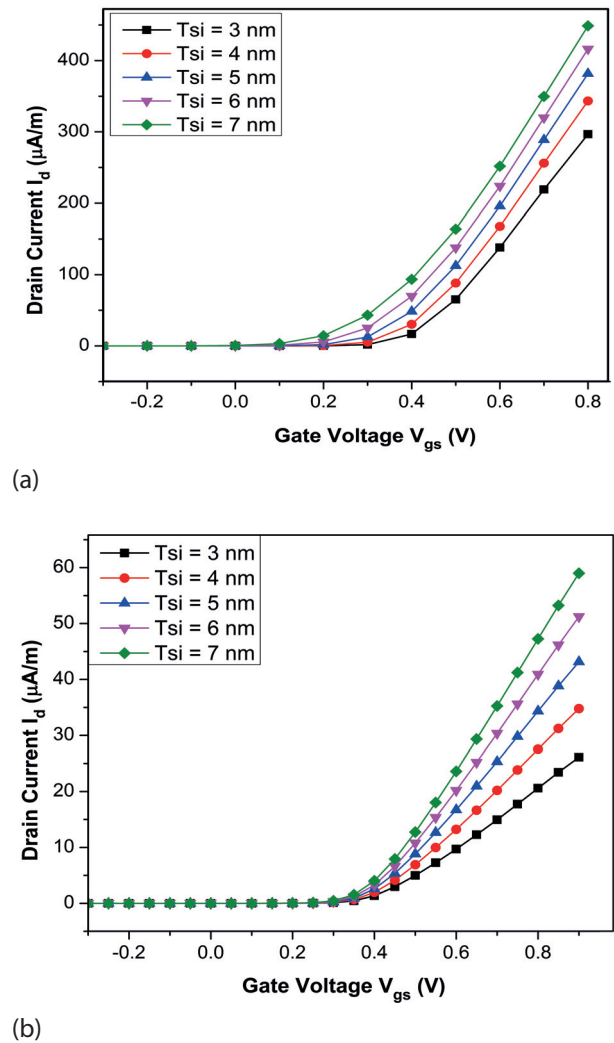 Tsi = 3 nm
Tsi = 4 nm
Tsi = 5 nm
Tsi = 6 nm
Tsi = 7 nm
400
300
200
100
0
Drain Current I_d (μA/m)
-0.2 0.0 0.2 0.4 0.6 0.8
Gate Voltage V_gs (V)
(a)
Tsi = 3 nm
Tsi = 4 nm
Tsi = 5 nm
Tsi = 6 nm
Tsi = 7 nm
60
50
40
30
20
10
0
Drain Current I_d (μA/m)
-0.2 0.0 0.2 0.4 0.6 0.8
Gate Voltage V_gs (V)
(b)